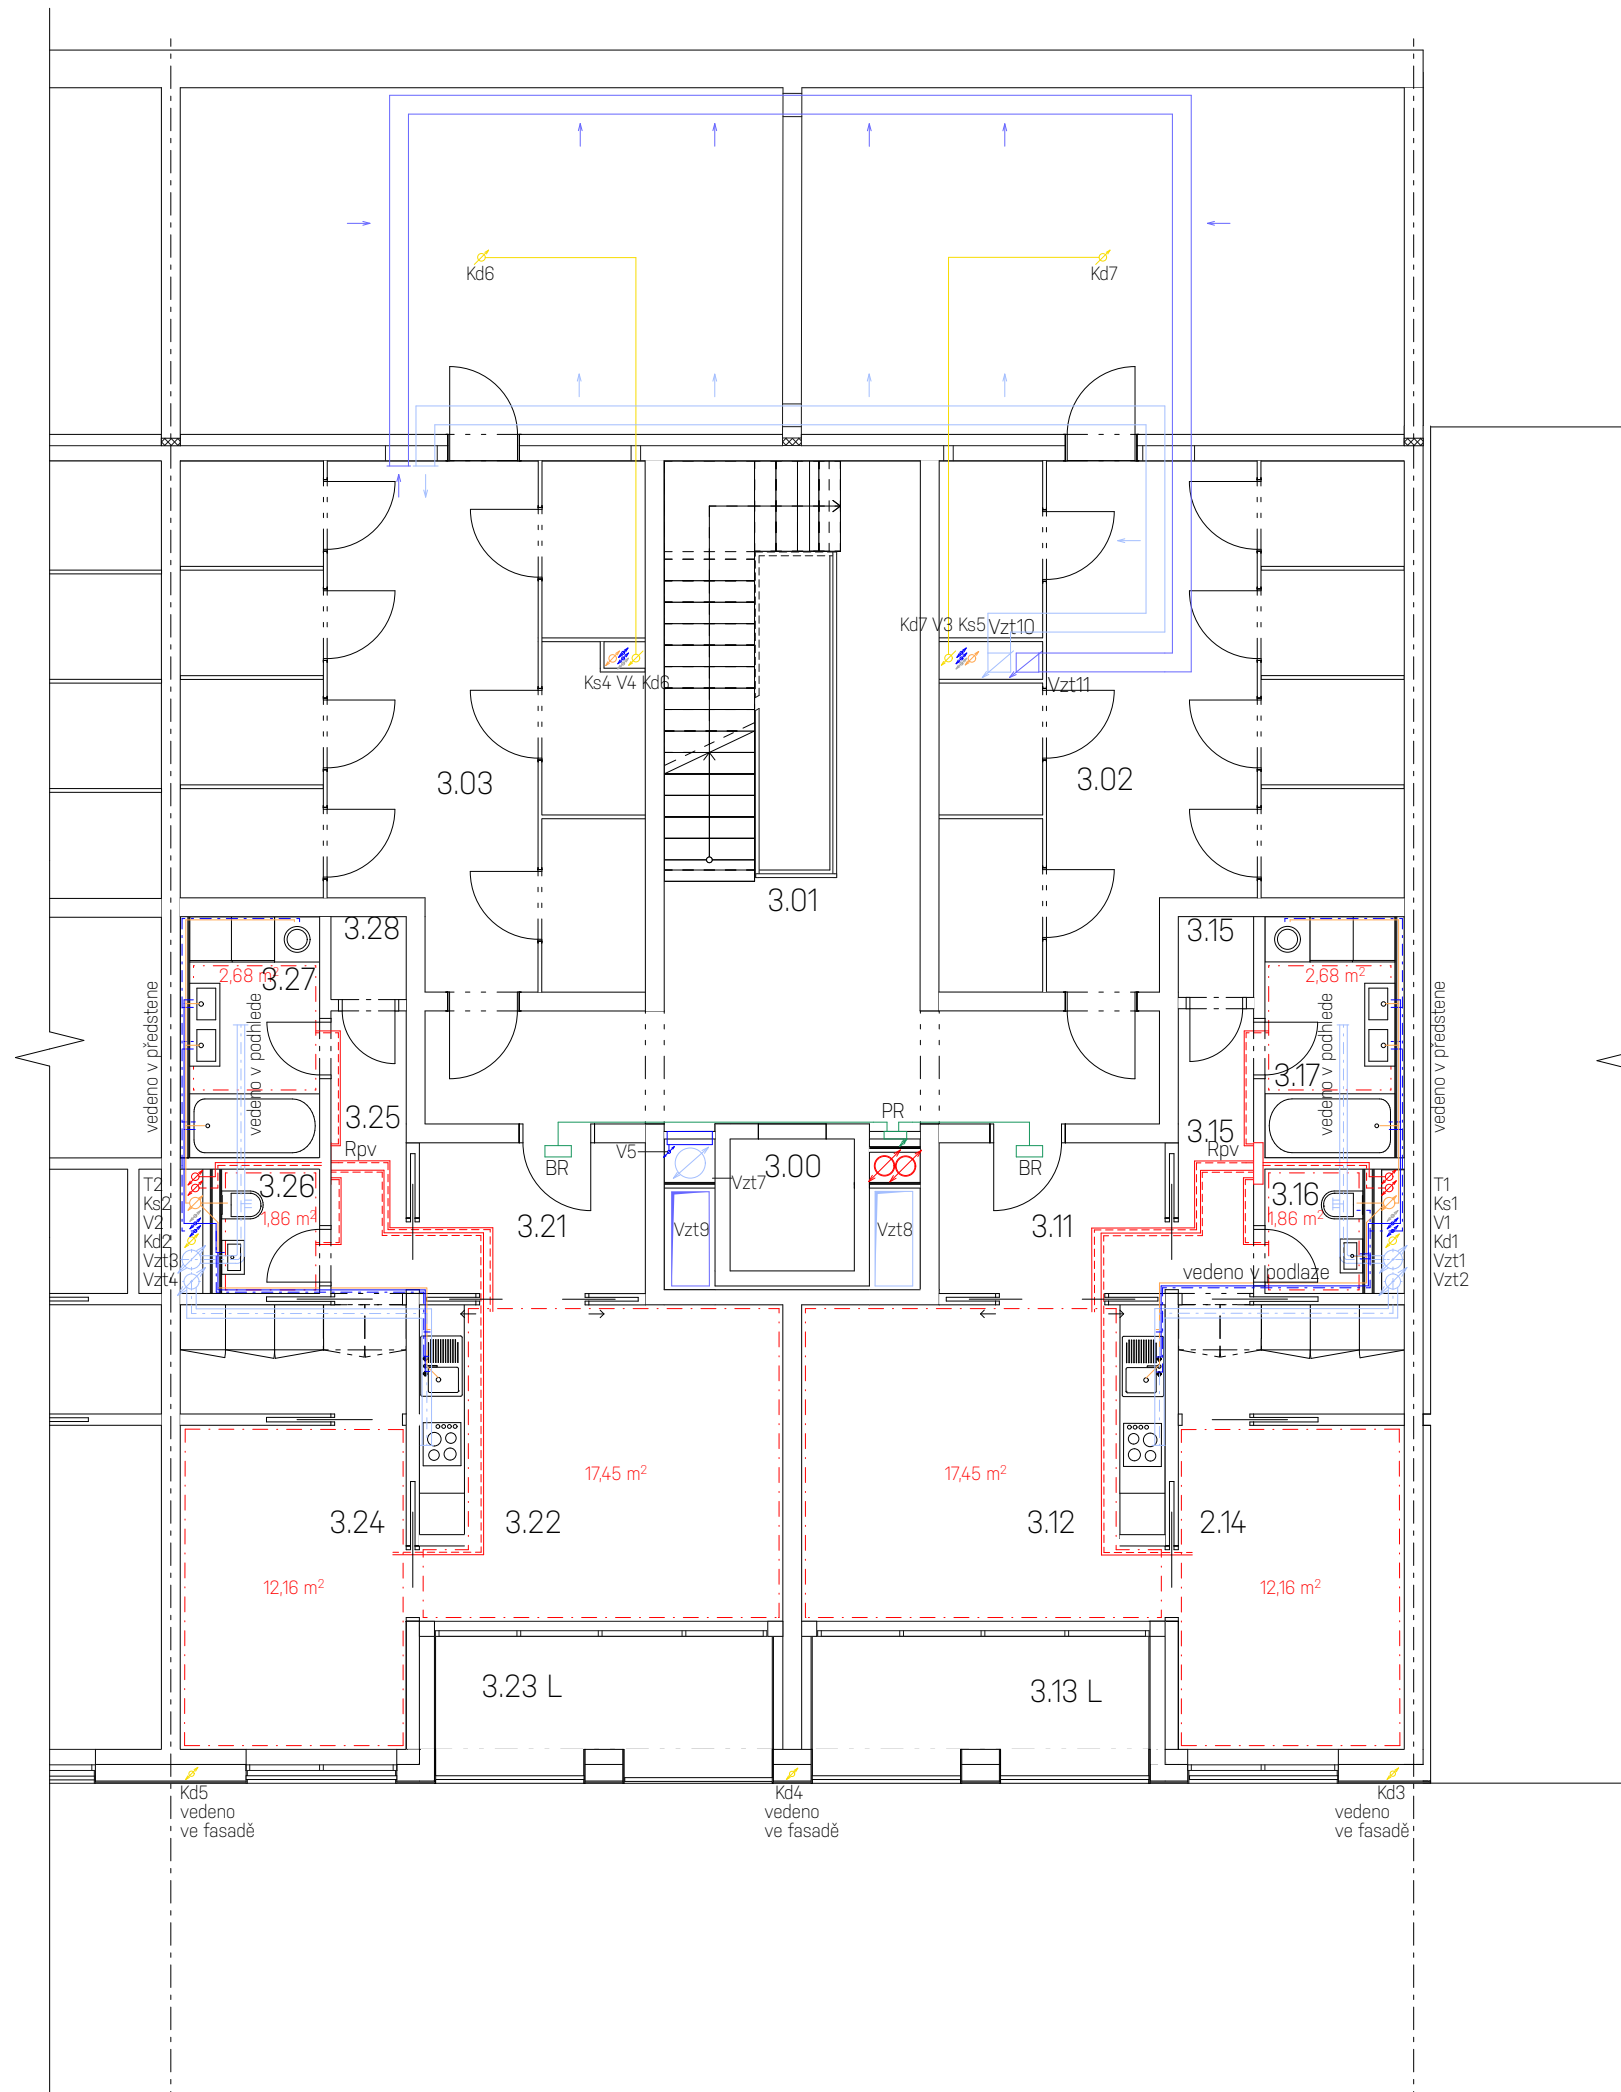 Kd6
Kd7
Kd7 V3 Ks5 Vzt10
Ks4 V4 Kd6
Vzt11
3.03
3.02
3.01
3.28
3.15
2,68 m²
3.27
2,68 m²
vedeno v předstene
vedeno v podhlede
vedeno v podhlede
vedeno v předstene
3.17
3.25
3.15
PR
Rpv
BR
V5
3.00
BR
Rpv
T2
Ks2
V2
Kd2
Vzt3
Vzt4
3.26
1,86 m²
Vzt7
3.21
Vzt9
Vzt8
3.11
3.16
1,86 m²
T1
Ks1
V1
Kd1
Vzt1
Vzt2
vedeno v podlaze
17,45 m²
17,45 m²
3.24
3.22
3.12
2.14
12,16 m²
12,16 m²
3.23 L
3.13 L
Kd5
vedeno
ve fasadě
Kd4
vedeno
ve fasadě
Kd3
vedeno
ve fasadě